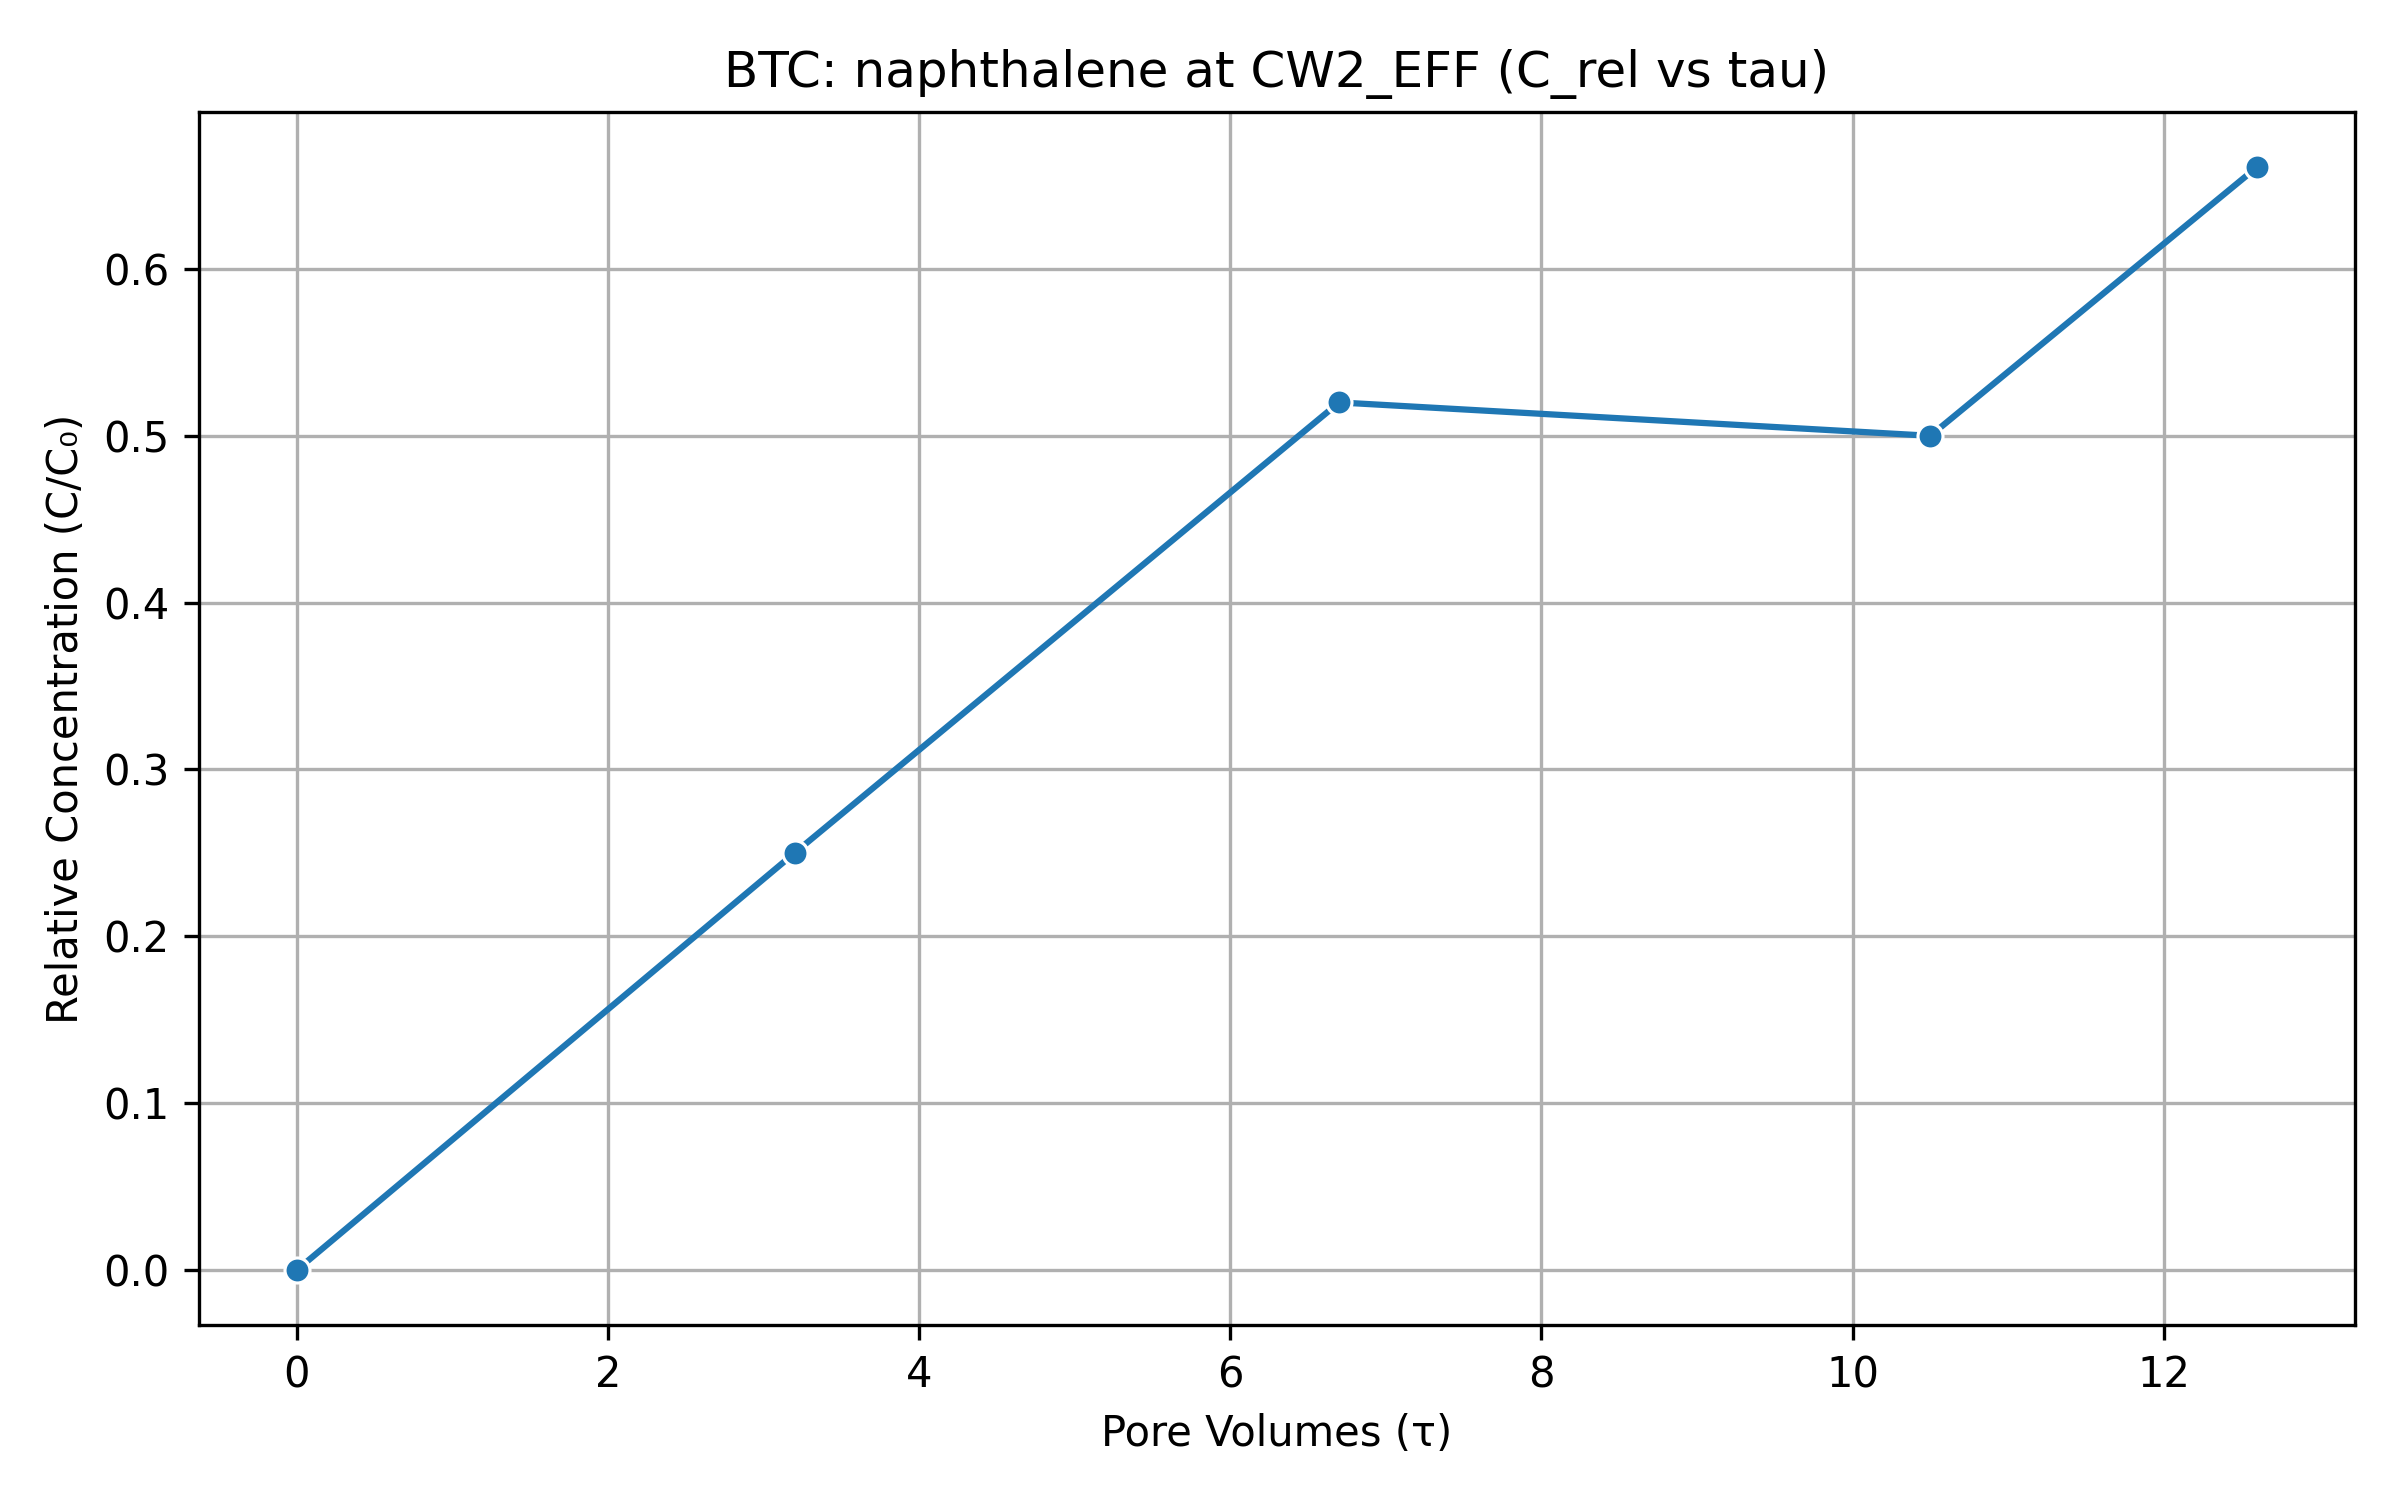 BTC: naphthalene at CW2_EFF (C_rel vs tau)
Relative Concentration (C/C₀)
0.6
0.5
0.4
0.3
0.2
0.1
0.0
0 2 4 6 8 10 12
Pore Volumes (τ)